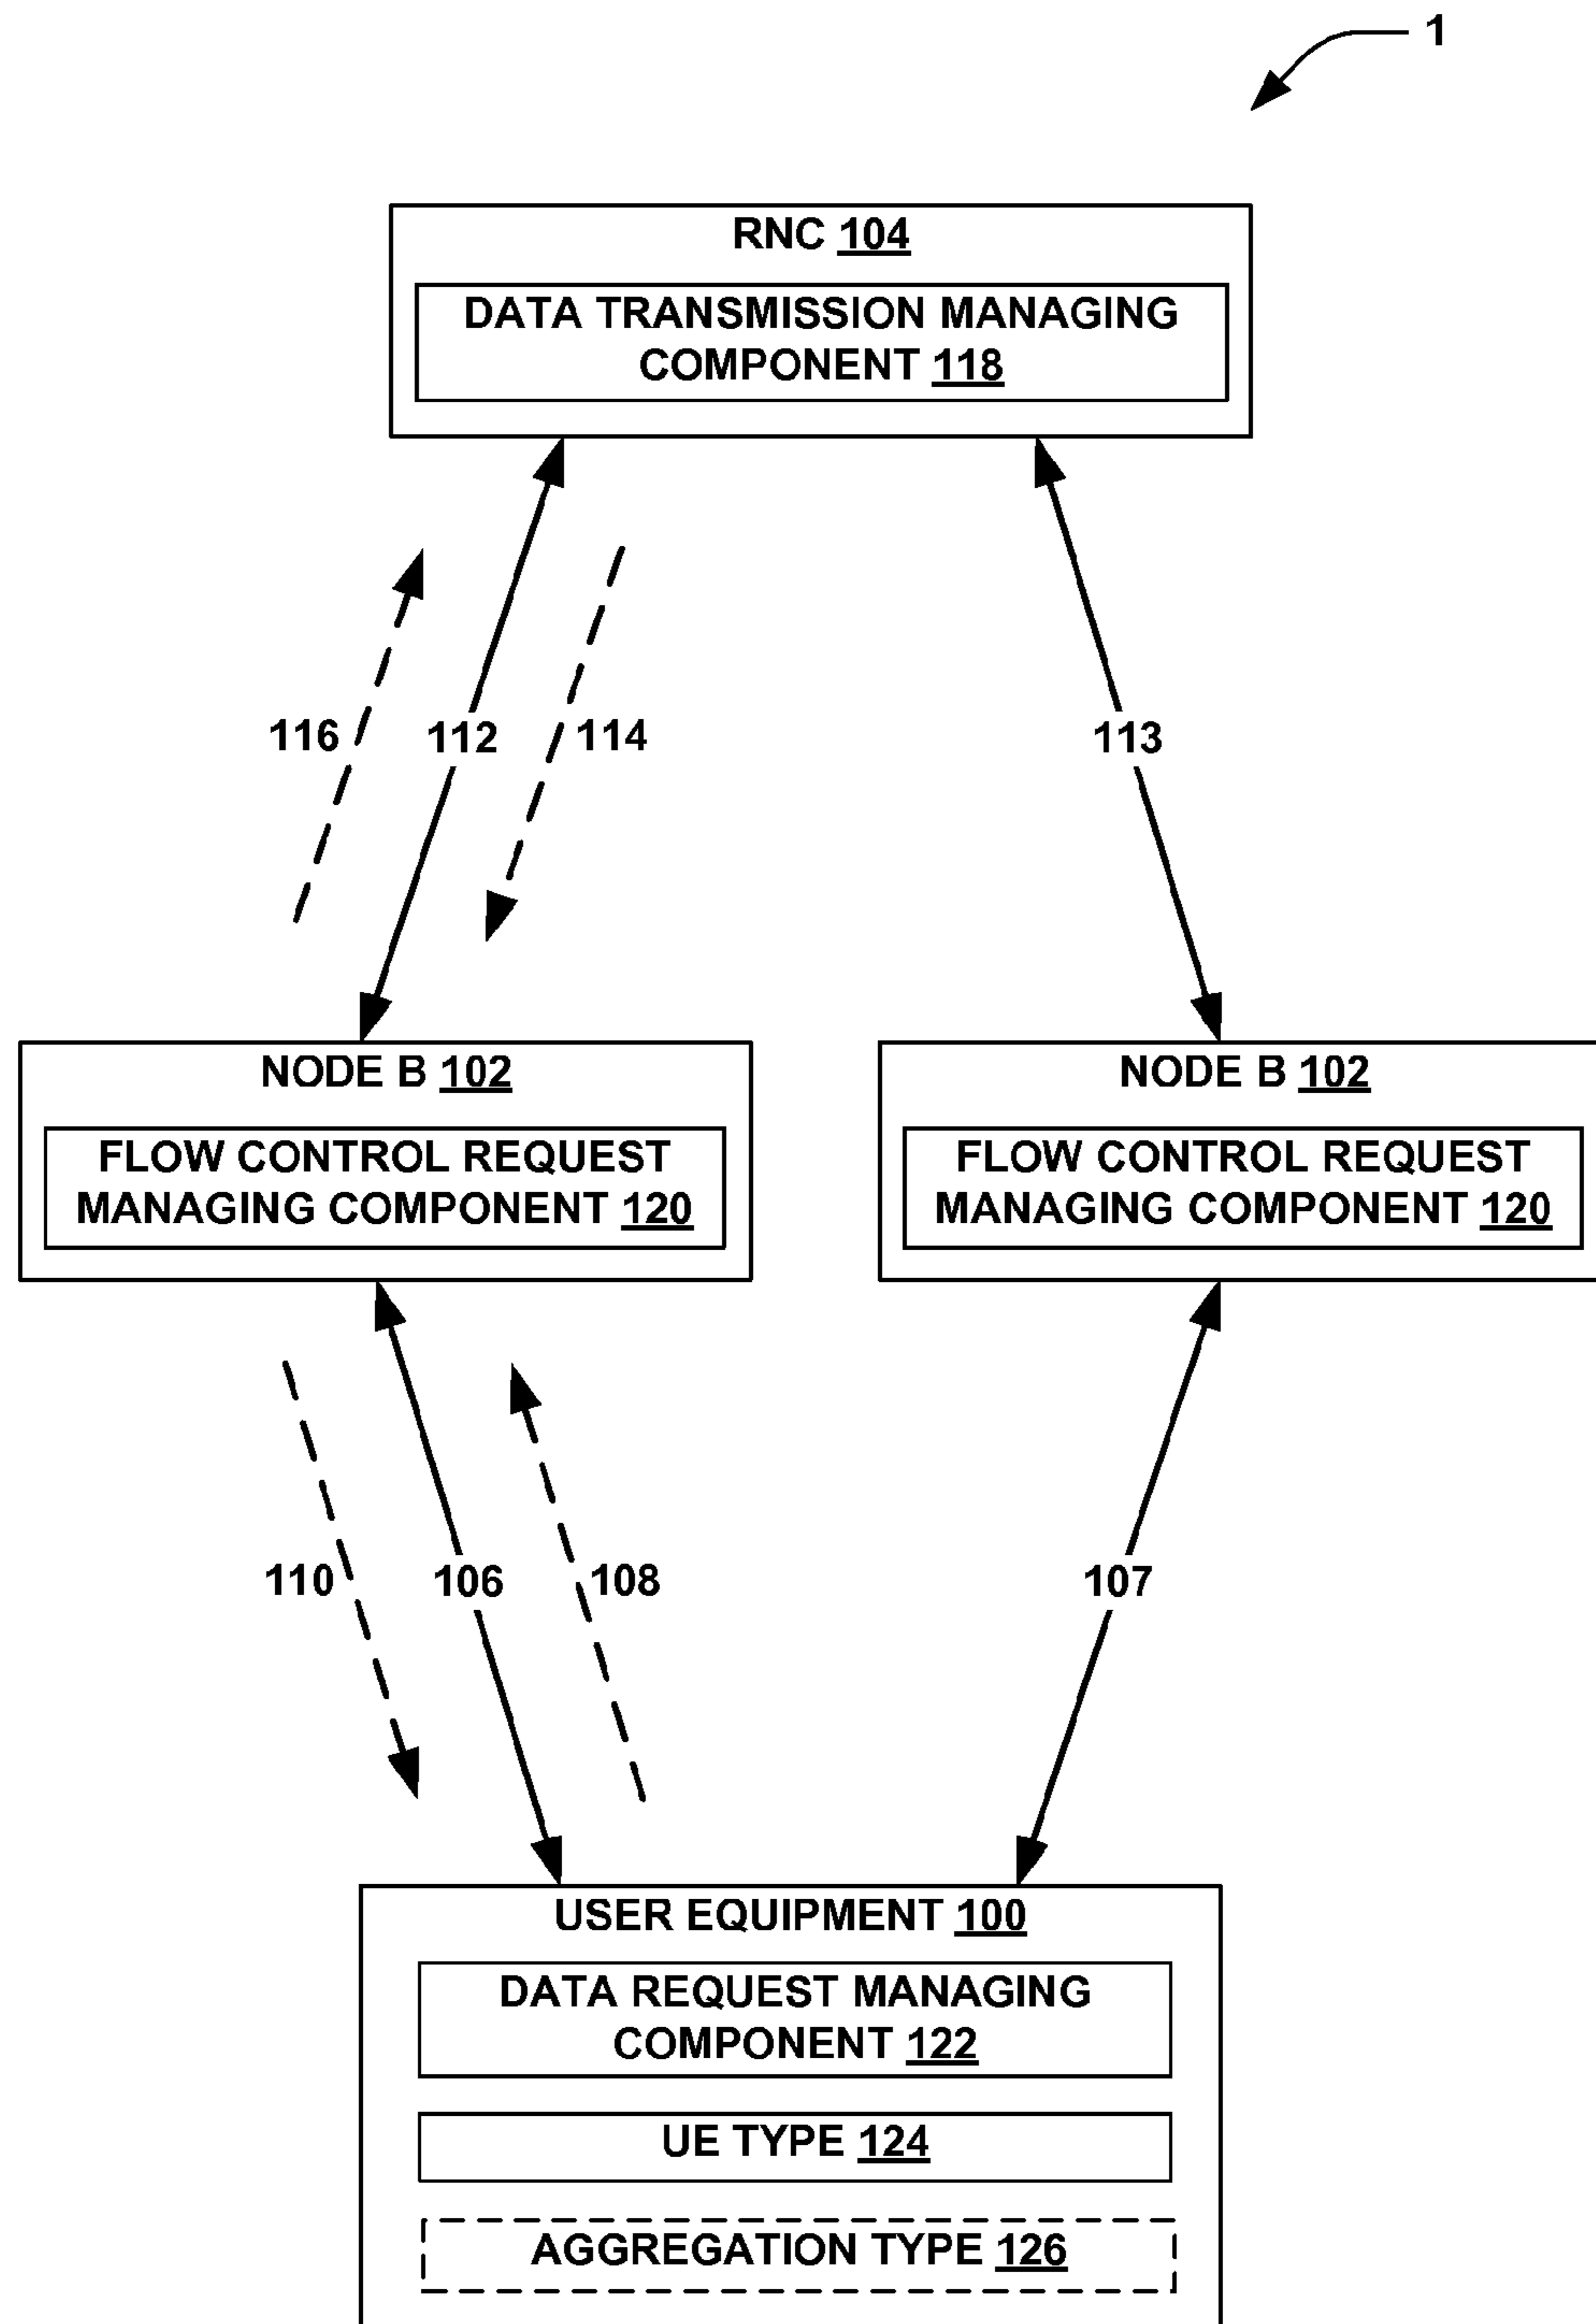 1
RNC 104
DATA TRANSMISSION MANAGING
COMPONENT 118
116
112
114
113
NODE B 102
FLOW CONTROL REQUEST
MANAGING COMPONENT 120
NODE B 102
FLOW CONTROL REQUEST
MANAGING COMPONENT 120
110
106
108
107
USER EQUIPMENT 100
DATA REQUEST MANAGING
COMPONENT 122
UE TYPE 124
AGGREGATION TYPE 126